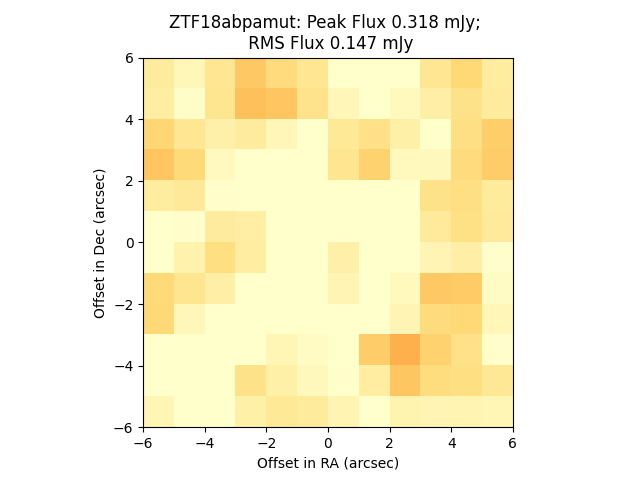 ZTF18abpamut: Peak Flux 0.318 mJy;
RMS Flux 0.147 mJy
6
4
2
0
−2
−4
−6
Offset in Dec (arcsec)
−6 −4 −2 0 2 4 6
Offset in RA (arcsec)